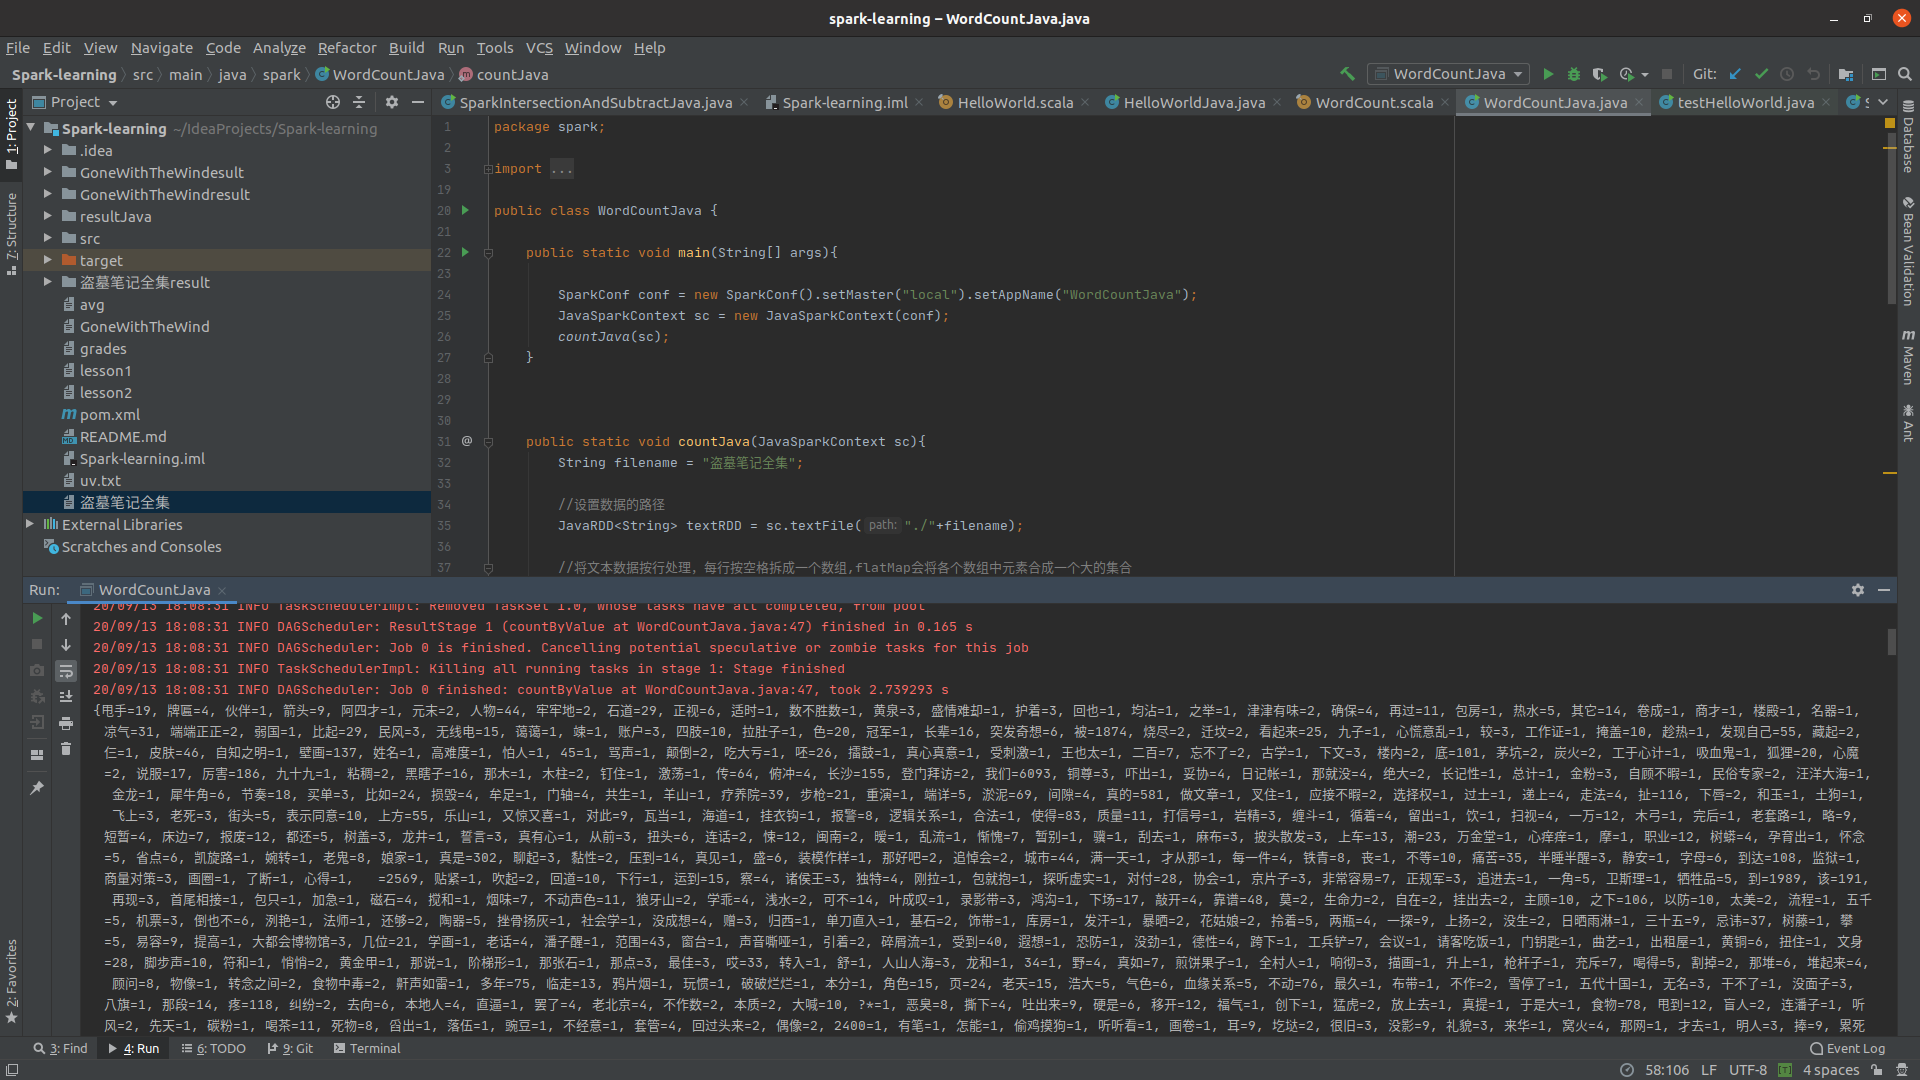 spark-learning – WordCountJava.java
File Edit View Navigate Code Analyze Refactor Build Run Tools VCS Window Help
Spark-learning src main java spark WordCountJava countJava
WordCountJava Git:
Project
SparkIntersectionAndSubtractJava.java Spark-learning.iml HelloWorld.scala HelloWorldJava.java WordCount.scala WordCountJava.java testHelloWorld.java
1: Project
7: Structure
2: Favorites
Database
Bean Validation
Maven
Ant
Spark-learning ~/IdeaProjects/Spark-learning
.idea
GoneWithTheWindesult
GoneWithTheWindresult
resultJava
src
target
盗墓笔记全集result
avg
GoneWithTheWind
grades
lesson1
lesson2
pom.xml
README.md
Spark-learning.iml
uv.txt
盗墓笔记全集
External Libraries
Scratches and Consoles
1 package spark;
2
3 import ...
19
20 public class WordCountJava {
21
22 public static void main(String[] args){
23
24 SparkConf conf = new SparkConf().setMaster("local").setAppName("WordCountJava");
25 JavaSparkContext sc = new JavaSparkContext(conf);
26 countJava(sc);
27 }
28
29
30
31 @ public static void countJava(JavaSparkContext sc){
32 String filename = "盗墓笔记全集";
33
34 //设置数据的路径
35 JavaRDD<String> textRDD = sc.textFile( path: "./"+filename);
36
37 //将文本数据按行处理，每行按空格拆成一个数组,flatMap会将各个数组中元素合成一个大的集合
Run: WordCountJava
20/09/13 18:08:31 INFO TaskSchedulerImpl: Removed TaskSet 1.0, whose tasks have all completed, from pool
20/09/13 18:08:31 INFO DAGScheduler: ResultStage 1 (countByValue at WordCountJava.java:47) finished in 0.165 s
20/09/13 18:08:31 INFO DAGScheduler: Job 0 is finished. Cancelling potential speculative or zombie tasks for this job
20/09/13 18:08:31 INFO TaskSchedulerImpl: Killing all running tasks in stage 1: Stage finished
20/09/13 18:08:31 INFO DAGScheduler: Job 0 finished: countByValue at WordCountJava.java:47, took 2.739293 s
{甩手=19, 牌匾=4, 伙伴=1, 箭头=9, 阿四才=1, 元末=2, 人物=44, 牢牢地=2, 石道=29, 正视=6, 适时=1, 数不胜数=1, 黄泉=3, 盛情难却=1, 护着=3, 回也=1, 均沾=1, 之举=1, 津津有味=2, 确保=4, 再过=11, 包房=1, 热水=5, 其它=14, 卷成=1, 商才=1, 楼殿=1, 名器=1,
凉气=31, 端端正正=2, 弱国=1, 比起=29, 民风=3, 无线电=15, 蔼蔼=1, 竦=1, 账户=3, 四肢=10, 拉肚子=1, 色=20, 冠军=1, 长辈=16, 突发奇想=6, 被=1874, 烧尽=2, 迁坟=2, 看起来=25, 九子=1, 心慌意乱=1, 较=3, 工作证=1, 掩盖=10, 趁热=1, 发现自己=55, 藏起=2,
仨=1, 皮肤=46, 自知之明=1, 壁画=137, 姓名=1, 高难度=1, 怕人=1, 45=1, 骂声=1, 颠倒=2, 吃大亏=1, 呸=26, 擂鼓=1, 真心真意=1, 受刺激=1, 王也太=1, 二百=7, 忘不了=2, 古学=1, 下文=3, 楼内=2, 底=101, 茅坑=2, 炭火=2, 工于心计=1, 吸血鬼=1, 狐狸=20, 心魔
=2, 说服=17, 厉害=186, 九十九=1, 粘稠=2, 黑瞎子=16, 那木=1, 木柱=2, 钉住=1, 激荡=1, 传=64, 俯冲=4, 长沙=155, 登门拜访=2, 我们=6093, 铜尊=3, 吓出=1, 妥协=4, 日记帐=1, 那就没=4, 绝大=2, 长记性=1, 总计=1, 金粉=3, 自顾不暇=1, 民俗专家=2, 汪洋大海=1,
金龙=1, 犀牛角=6, 节奏=18, 买单=3, 比如=24, 损毁=4, 牟足=1, 门轴=4, 共生=1, 羊山=1, 疗养院=39, 步枪=21, 重演=1, 端详=5, 淤泥=69, 间隙=4, 真的=581, 做文章=1, 叉住=1, 应接不暇=2, 选择权=1, 过土=1, 递上=4, 走法=4, 扯=116, 下唇=2, 和玉=1, 土狗=1,
飞上=3, 老死=3, 街头=5, 表示同意=10, 上方=55, 乐山=1, 又惊又喜=1, 对此=9, 瓦当=1, 海道=1, 挂衣钩=1, 报警=8, 逻辑关系=1, 合法=1, 使得=83, 质量=11, 打信号=1, 岩精=3, 缠斗=1, 循着=4, 留出=1, 饮=1, 扫视=4, 一万=12, 木弓=1, 完后=1, 老套路=1, 略=9,
短暂=4, 床边=7, 报废=12, 都还=5, 树盖=3, 龙井=1, 誓言=3, 真有心=1, 从前=3, 扭头=6, 连话=2, 悚=12, 闽南=2, 暧=1, 乱流=1, 惭愧=7, 暂别=1, 骥=1, 刮去=1, 麻布=3, 披头散发=3, 上车=13, 潮=23, 万金堂=1, 心痒痒=1, 摩=1, 职业=12, 树蟒=4, 孕育出=1, 怀念
=5, 省点=6, 凯旋路=1, 婉转=1, 老鬼=8, 娘家=1, 真是=302, 聊起=3, 黏性=2, 压到=14, 真见=1, 盛=6, 装模作样=1, 那好吧=2, 追悼会=2, 城市=44, 满一天=1, 才从那=1, 每一件=4, 铁青=8, 丧=1, 不等=10, 痛苦=35, 半睡半醒=3, 静安=1, 字母=6, 到达=108, 监狱=1,
商量对策=3, 画圈=1, 了断=1, 心得=1, =2569, 贴紧=1, 吹起=2, 回道=10, 下行=1, 运到=15, 察=4, 诸侯王=3, 独特=4, 刚拉=1, 包就抱=1, 探听虚实=1, 对付=28, 协会=1, 京片子=3, 非常容易=7, 正规军=3, 追进去=1, 一角=5, 卫斯理=1, 牺牲品=5, 到=1989, 该=191,
再现=3, 首尾相接=1, 包只=1, 加急=1, 磁石=4, 搅和=1, 烟味=7, 不动声色=11, 狼牙山=2, 学乖=4, 浅水=2, 可不=14, 叶成叹=1, 录影带=3, 鸿沟=1, 下场=17, 敲开=4, 靠谱=48, 莫=2, 生命力=2, 自在=2, 挂出去=2, 主顾=10, 之下=106, 以防=10, 太美=2, 流程=1, 五千
=5, 机票=3, 倒也不=6, 洌艳=1, 法师=1, 还够=2, 陶器=5, 挫骨扬灰=1, 社会学=1, 没成想=4, 赠=3, 归西=1, 单刀直入=1, 基石=2, 饰带=1, 库房=1, 发汗=1, 暴晒=2, 花姑娘=2, 拎着=5, 两瓶=4, 一探=9, 上扬=2, 没生=2, 日晒雨淋=1, 三十五=9, 忌讳=37, 树藤=1, 攀
=5, 易容=9, 提高=1, 大都会博物馆=3, 几位=21, 学画=1, 老话=4, 潘子醒=1, 范围=43, 窗台=1, 声音嘶哑=1, 引着=2, 碎屑流=1, 受到=40, 遐想=1, 恐防=1, 没劲=1, 德性=4, 跨下=1, 工兵铲=7, 会议=1, 请客吃饭=1, 门钥匙=1, 曲艺=1, 出租屋=1, 黄铜=6, 扭住=1, 文身
=28, 脚步声=10, 符和=1, 悄悄=2, 黄金甲=1, 那说=1, 阶梯形=1, 那张石=1, 那点=3, 最佳=3, 哎=33, 转入=1, 舒=1, 人山人海=3, 龙和=1, 34=1, 野=4, 真如=7, 煎饼果子=1, 全村人=1, 响彻=3, 描画=1, 升上=1, 枪杆子=1, 充斥=7, 喝得=5, 割掉=2, 那堆=6, 堆起来=4,
顾问=8, 物像=1, 转念之间=2, 食物中毒=2, 鼾声如雷=1, 多年=75, 临走=13, 鸦片烟=1, 玩惯=1, 破破烂烂=1, 本分=1, 角色=15, 页=24, 老天=15, 浩大=5, 气色=6, 血缘关系=5, 不动=76, 最久=1, 布带=1, 不作=2, 雪停了=1, 五代十国=1, 无名=3, 干不了=1, 没面子=3,
八旗=1, 那段=14, 疼=118, 纠纷=2, 去向=6, 本地人=4, 直逼=1, 罢了=4, 老北京=4, 不作数=2, 本质=2, 大喊=10, ?*=1, 恶臭=8, 撕下=4, 吐出来=9, 硬是=6, 移开=12, 福气=1, 创下=1, 猛虎=2, 放上去=1, 真提=1, 于是大=1, 食物=78, 甩到=12, 盲人=2, 连潘子=1, 听
风=2, 先天=1, 碳粉=1, 喝茶=11, 死物=8, 舀出=1, 落伍=1, 豌豆=1, 不经意=1, 套管=4, 回过头来=2, 偶像=2, 2400=1, 有笔=1, 怎能=1, 偷鸡摸狗=1, 听听看=1, 画卷=1, 耳=9, 圪垯=2, 很旧=3, 没影=9, 礼貌=3, 来华=1, 窝火=4, 那网=1, 才去=1, 明人=3, 捧=9, 累死
3: Find 4: Run 6: TODO 9: Git Terminal Event Log
58:106 LF UTF-8 4 spaces